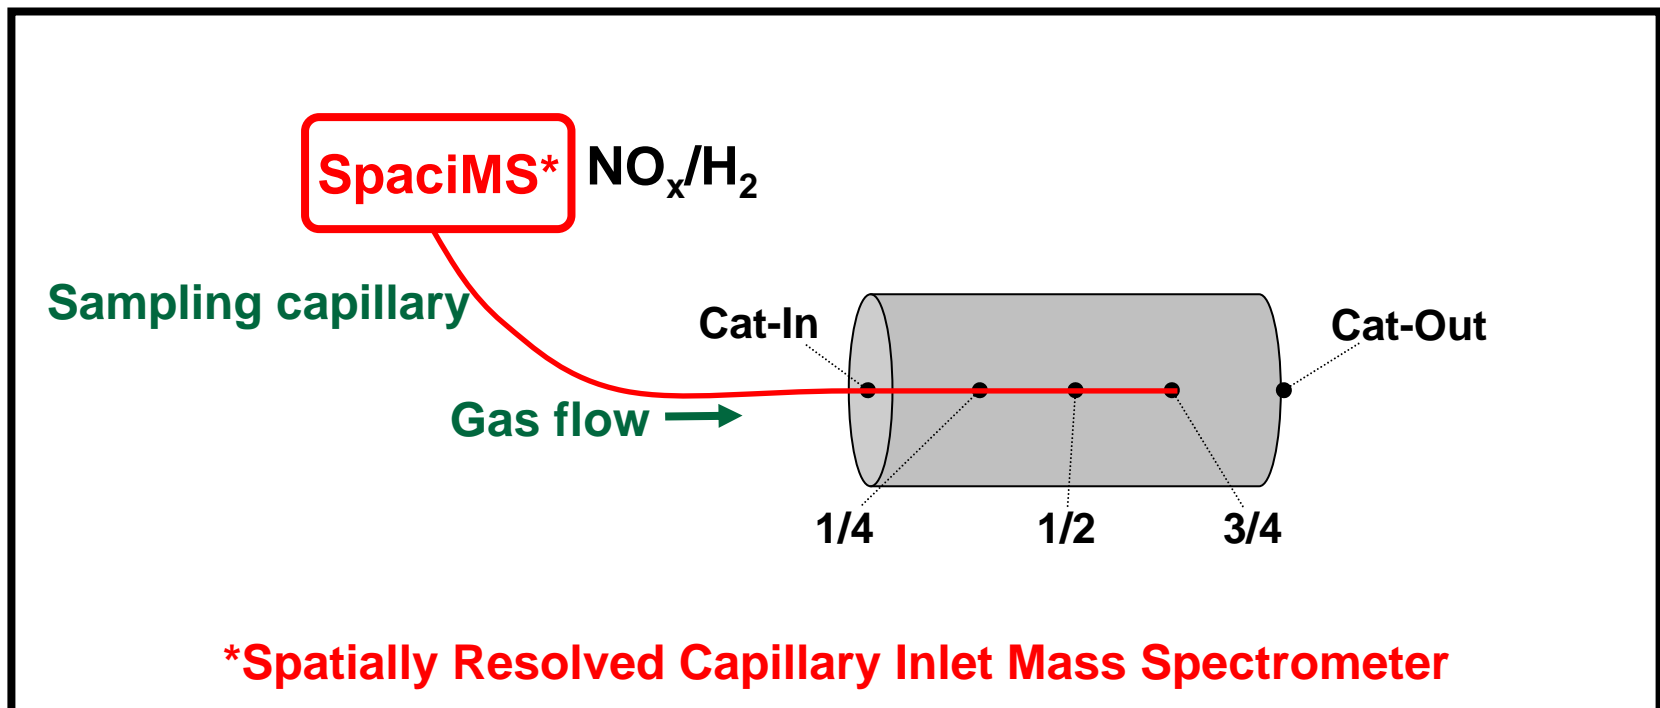 SpaciMS*
NOₓ/H₂
Sampling capillary
Cat-In
Cat-Out
Gas flow
1/4
1/2
3/4
*Spatially Resolved Capillary Inlet Mass Spectrometer